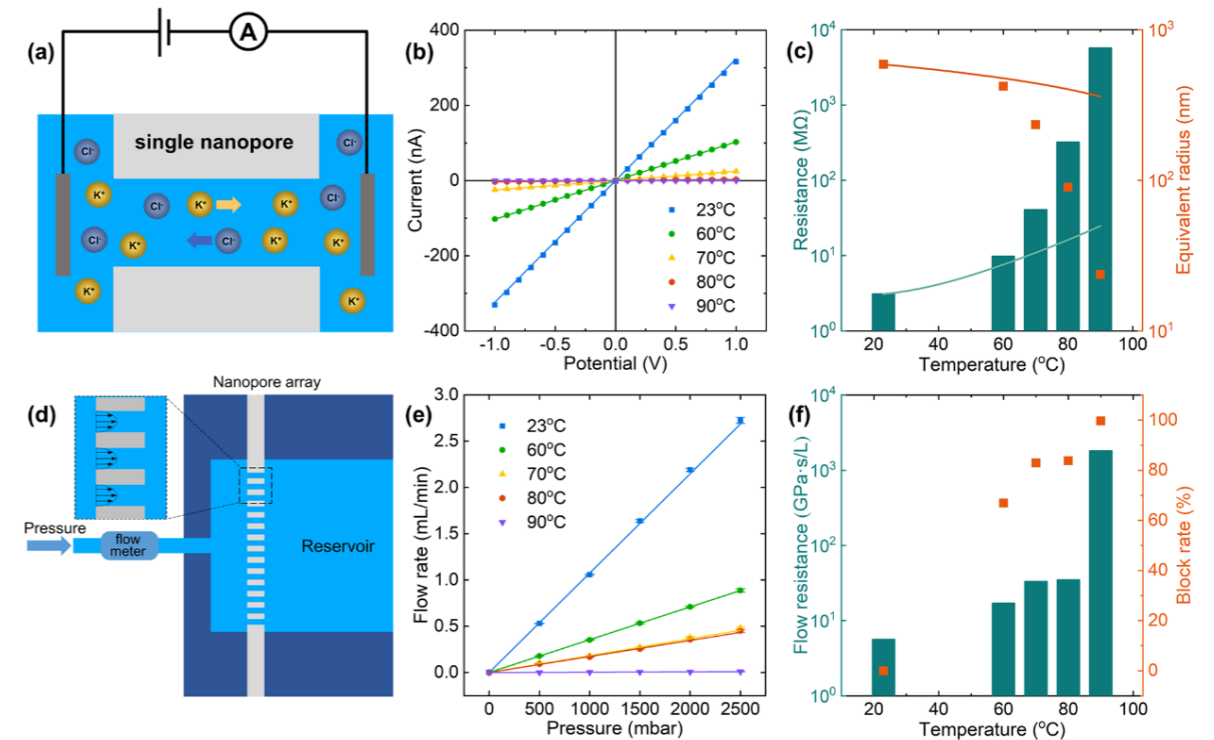 (a)
A
single nanopore
Cl-
Cl-
K+
Cl-
K+
K+
Cl-
K+
Cl-
K+
K+
K+
K+
(b)
400
200
0
-200
-400
Current (nA)
-1.0 -0.5 0.0 0.5 1.0
Potential (V)
23°C
60°C
70°C
80°C
90°C
(c)
10⁴
10³
10²
10¹
10⁰
Resistance (MΩ)
20 40 60 80 100
Temperature (°C)
10³
10²
10¹
Equivalent radius (nm)
(d)
Nanopore array
Pressure
flow
meter
Reservoir
(e)
3.0
2.5
2.0
1.5
1.0
0.5
0.0
Flow rate (mL/min)
0 500 1000 1500 2000 2500
Pressure (mbar)
23°C
60°C
70°C
80°C
90°C
(f)
10⁴
10³
10²
10¹
10⁰
Flow resistance (GPa·s/L)
20 40 60 80 100
Temperature (°C)
100
80
60
40
20
0
Block rate (%)